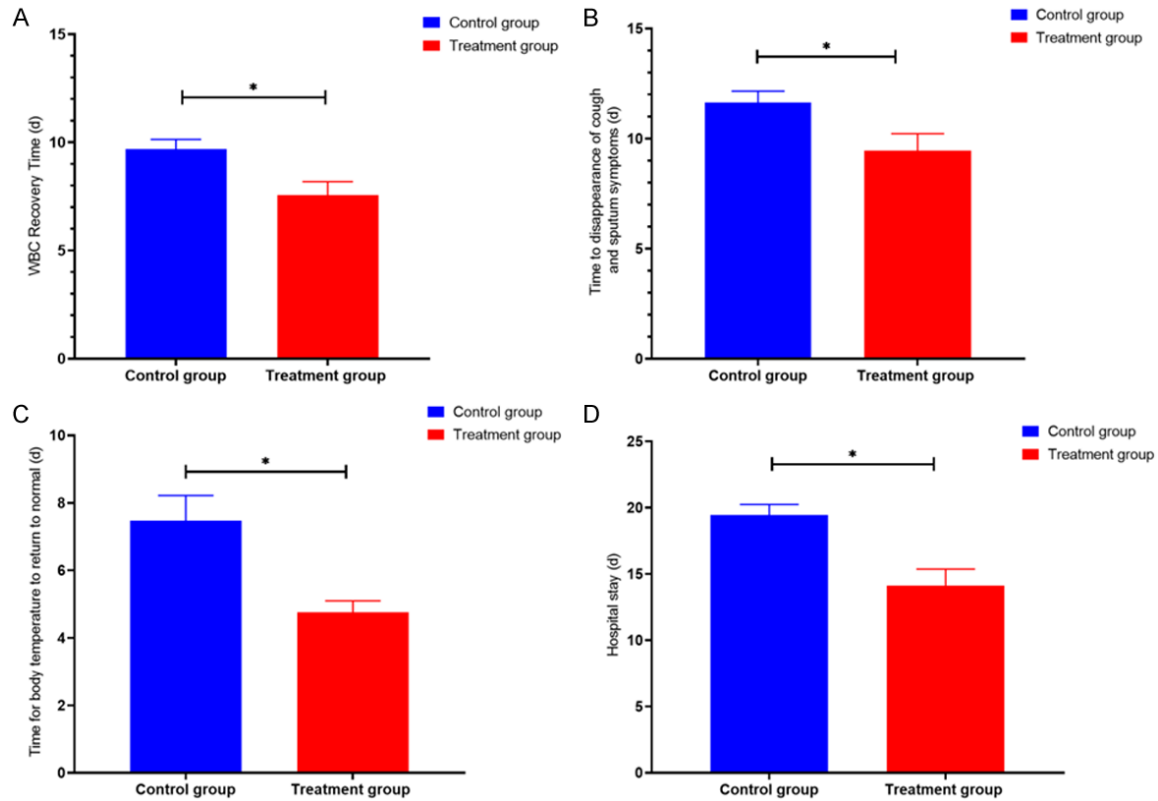 A
Control group
Treatment group
15
10
5
0
WBC Recovery Time (d)
*
Control group
Treatment group
B
Control group
Treatment group
15
10
5
0
Time to disappearance of cough
and sputum symptoms (d)
*
Control group
Treatment group
C
Control group
Treatment group
10
8
6
4
2
0
Time for body temperature to return to normal (d)
*
Control group
Treatment group
D
Control group
Treatment group
25
20
15
10
5
0
Hospital stay (d)
*
Control group
Treatment group